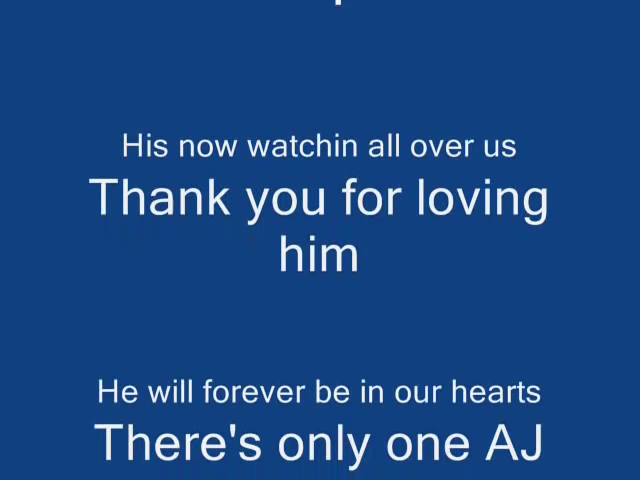 His now watchin all over us
Thank you for loving
him
He will forever be in our hearts
There's only one AJ